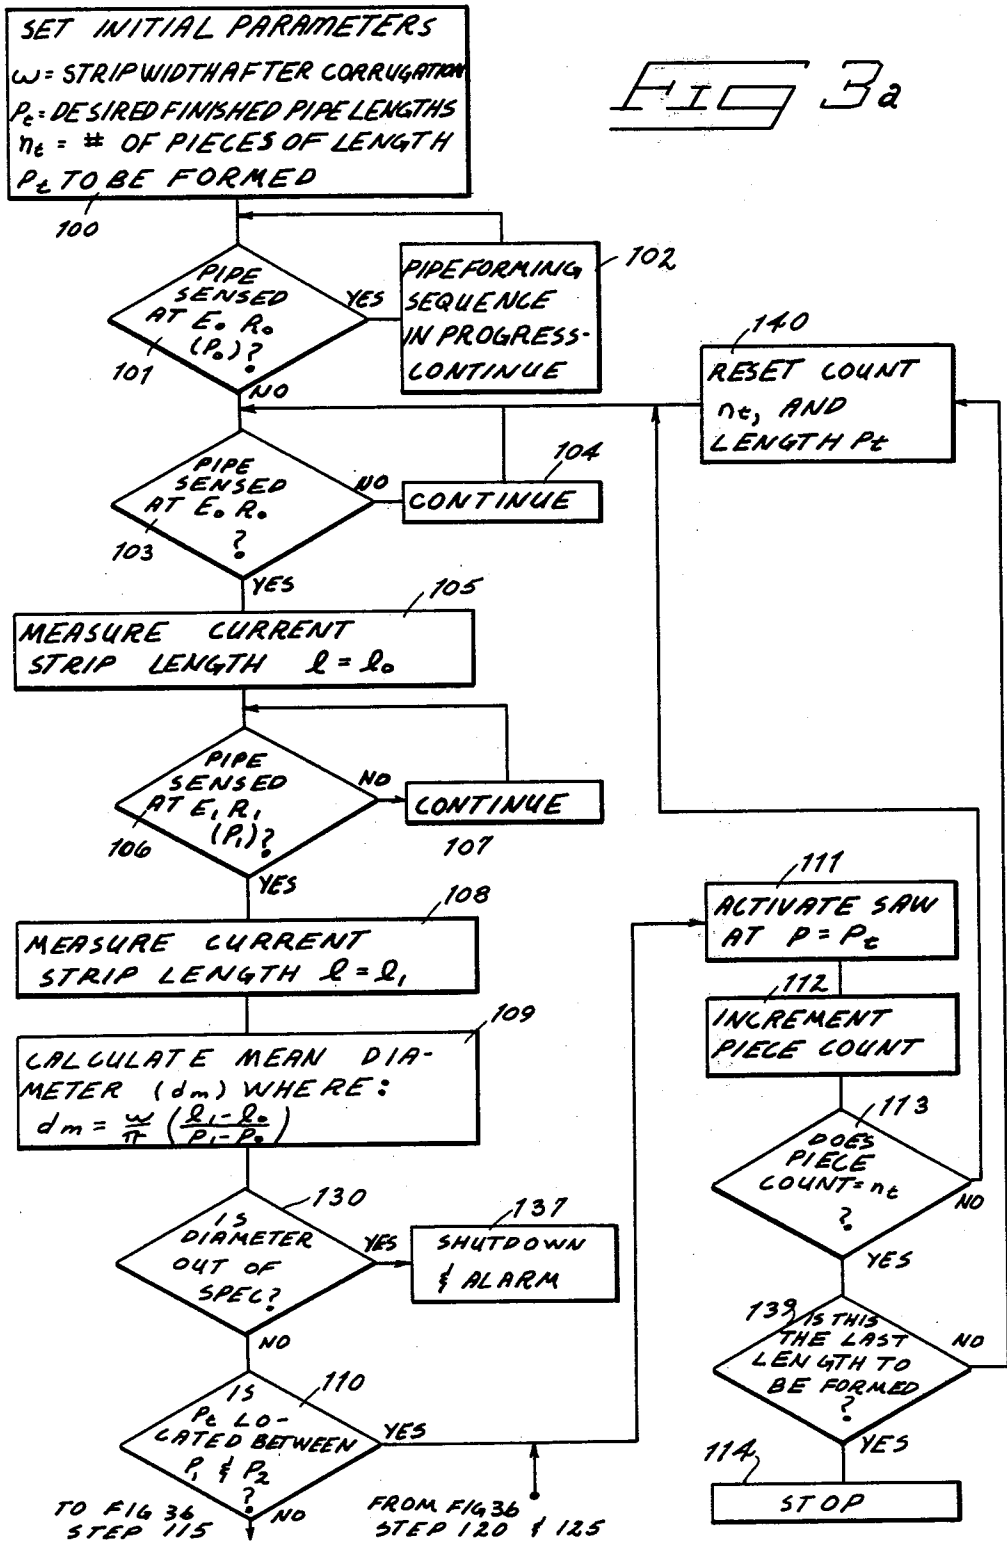 FIG 3a
SET INITIAL PARAMETERS
ω = STRIP WIDTH AFTER CORRUGATION
Pt = DESIRED FINISHED PIPE LENGTHS
nt = # OF PIECES OF LENGTH
Pt TO BE FORMED
100
PIPE
SENSED
AT E₀ R₀
(P₀)?
101
YES
NO
PIPE FORMING
SEQUENCE
IN PROGRESS-
CONTINUE
102
PIPE
SENSED
AT E₀ R₀
?
103
NO
YES
CONTINUE
104
MEASURE CURRENT
STRIP LENGTH ℓ = ℓ₀
105
PIPE
SENSED
AT E₁ R₁
(P₁)?
106
NO
YES
CONTINUE
107
MEASURE CURRENT
STRIP LENGTH ℓ = ℓ₁
108
CALCULATE MEAN DIA-
METER (dm) WHERE:
dm = ω/π (ℓ₁-ℓ₀/P₁-P₀)
109
IS
DIAMETER
OUT OF
SPEC?
130
YES
NO
SHUTDOWN
& ALARM
137
IS
Pt LO-
CATED BETWEEN
P₁ & P₂
?
110
YES
NO
TO FIG 36
STEP 115
FROM FIG 36
STEP 120 & 125
ACTIVATE SAW
AT P = Pt
111
INCREMENT
PIECE COUNT
112
DOES
PIECE
COUNT = nt
?
113
NO
YES
IS THIS
THE LAST
LENGTH TO
BE FORMED
?
139
NO
YES
STOP
114
RESET COUNT
nt, AND
LENGTH Pt
140